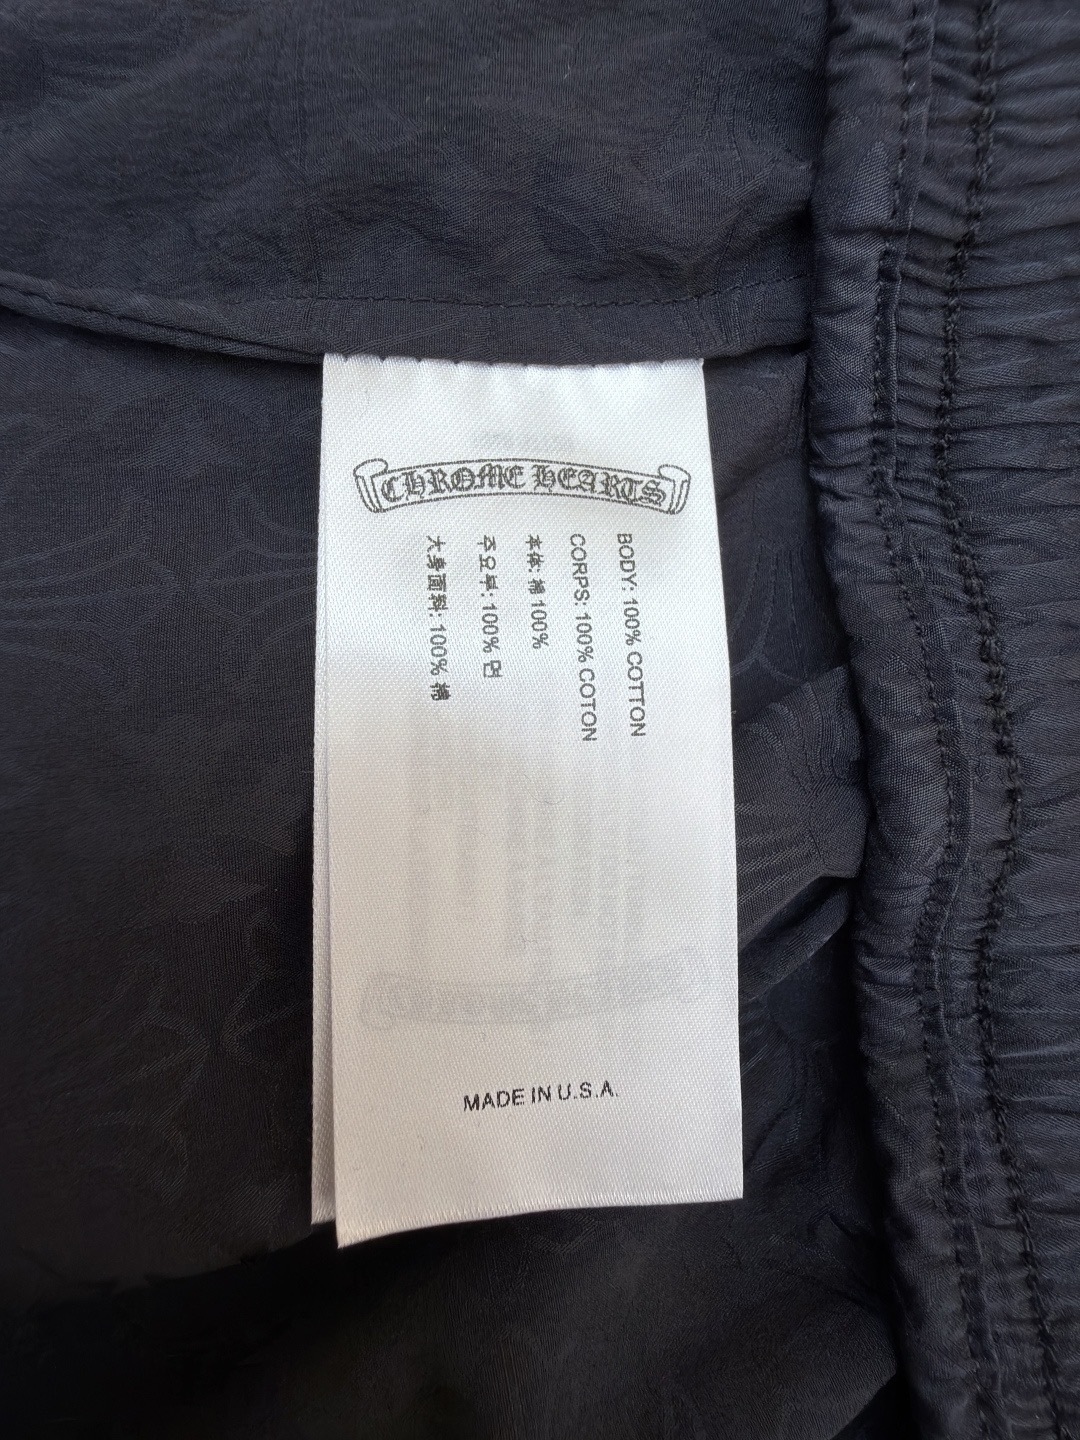 CHROME HEARTS
BODY: 100% COTTON
CORPS: 100% COTON
本体: 棉 100%
주요부: 100% 면
大身面料: 100% 棉
MADE IN U.S.A.